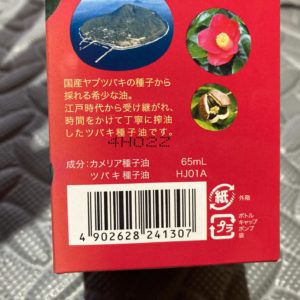 国産ヤブツバキの種子から
採れる希少な油。
江戸時代から受け継がれ、
時間をかけて丁寧に搾油
したツバキ種子油です。
4H022
成分:カメリア種子油 65mL
ツバキ種子油 HJ01A
紙 外箱
プラ ボトル
キャップ
ポンプ
袋
4 902628 241307